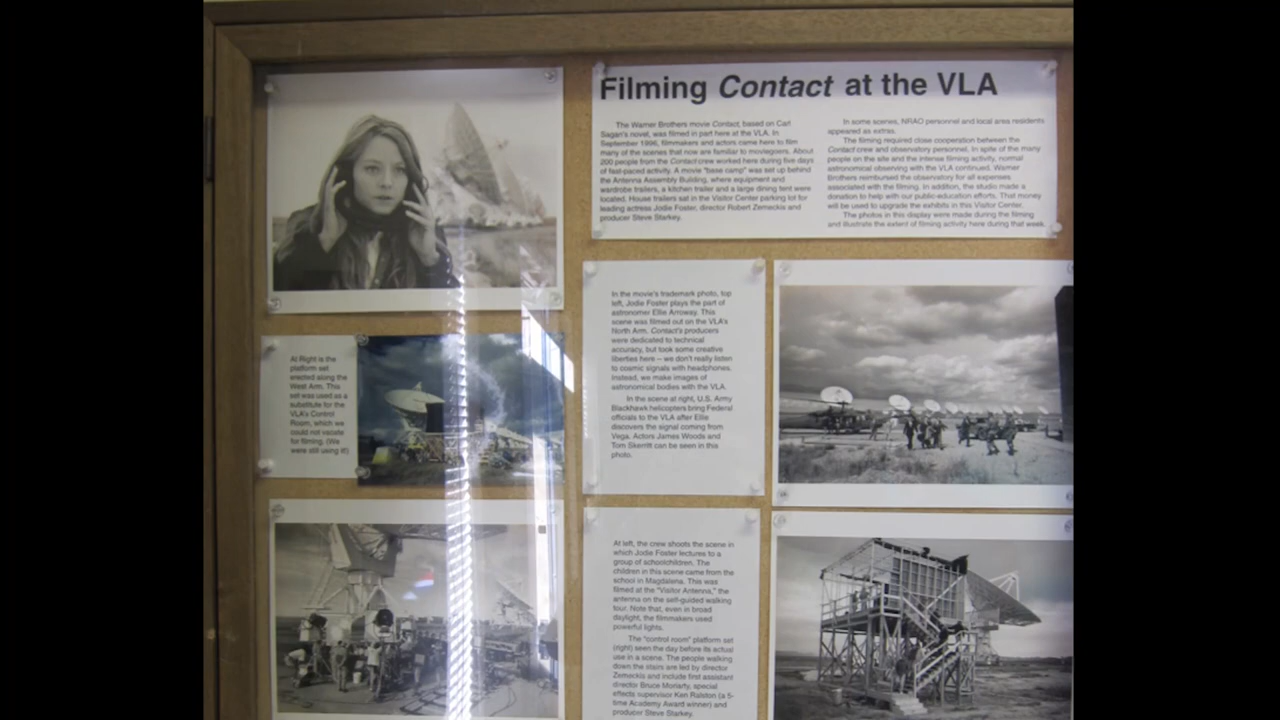 Filming Contact at the VLA
The Warner Brothers movie Contact, based on Carl
Sagan's novel, was filmed in part here at the VLA. In
September 1996, filmmakers and actors came here to film
many of the scenes that now are familiar to moviegoers. About
200 people from the Contact crew worked here during five days
of fast-paced activity. A movie "base camp" was set up behind
the Antenna Assembly Building, where equipment and
wardrobe trailers, a kitchen trailer and a large dining tent were
located. House trailers sat in the Visitor Center parking lot for
leading actress Jodie Foster, director Robert Zemeckis and
producer Steve Starkey.
In some scenes, NRAO personnel and local area residents
appeared as extras.
The filming required close cooperation between the
Contact crew and observatory personnel. In spite of the many
people on the site and the intense filming activity, normal
astronomical observing with the VLA continued. Warner
Brothers reimbursed the observatory for all expenses
associated with the filming. In addition, the studio made a
donation to help with our public-education efforts. That money
will be used to upgrade the exhibits in this Visitor Center.
The photos in this display were made during the filming
and illustrate the extent of filming activity here during that week.
In the movie's trademark photo, top
left, Jodie Foster plays the part of
astronomer Ellie Arroway. This
scene was filmed out on the VLA's
North Arm. Contact's producers
were dedicated to technical
accuracy, but took some creative
liberties here -- we don't really listen
to cosmic signals with headphones.
Instead, we make images of
astronomical bodies with the VLA.
In the scene at right, U.S. Army
Blackhawk helicopters bring Federal
officials to the VLA after Ellie
discovers the signal coming from
Vega. Actors James Woods and
Tom Skerritt can be seen in this
photo.
At Right is the
platform set
erected along the
West Arm. This
set was used as a
substitute for the
VLA's Control
Room, which we
could not vacate
for filming. (We
were still using it!)
At left, the crew shoots the scene in
which Jodie Foster lectures to a
group of schoolchildren. The
children in this scene came from the
school in Magdalena. This was
filmed at the "Visitor Antenna," the
antenna on the self-guided walking
tour. Note that, even in broad
daylight, the filmmakers used
powerful lights.
The "control room" platform set
(right) seen the day before its actual
use in a scene. The people walking
down the stairs are led by director
Zemeckis and include first assistant
director Bruce Moriarty, special
effects supervisor Ken Ralston (a 5-
time Academy Award winner) and
producer Steve Starkey.